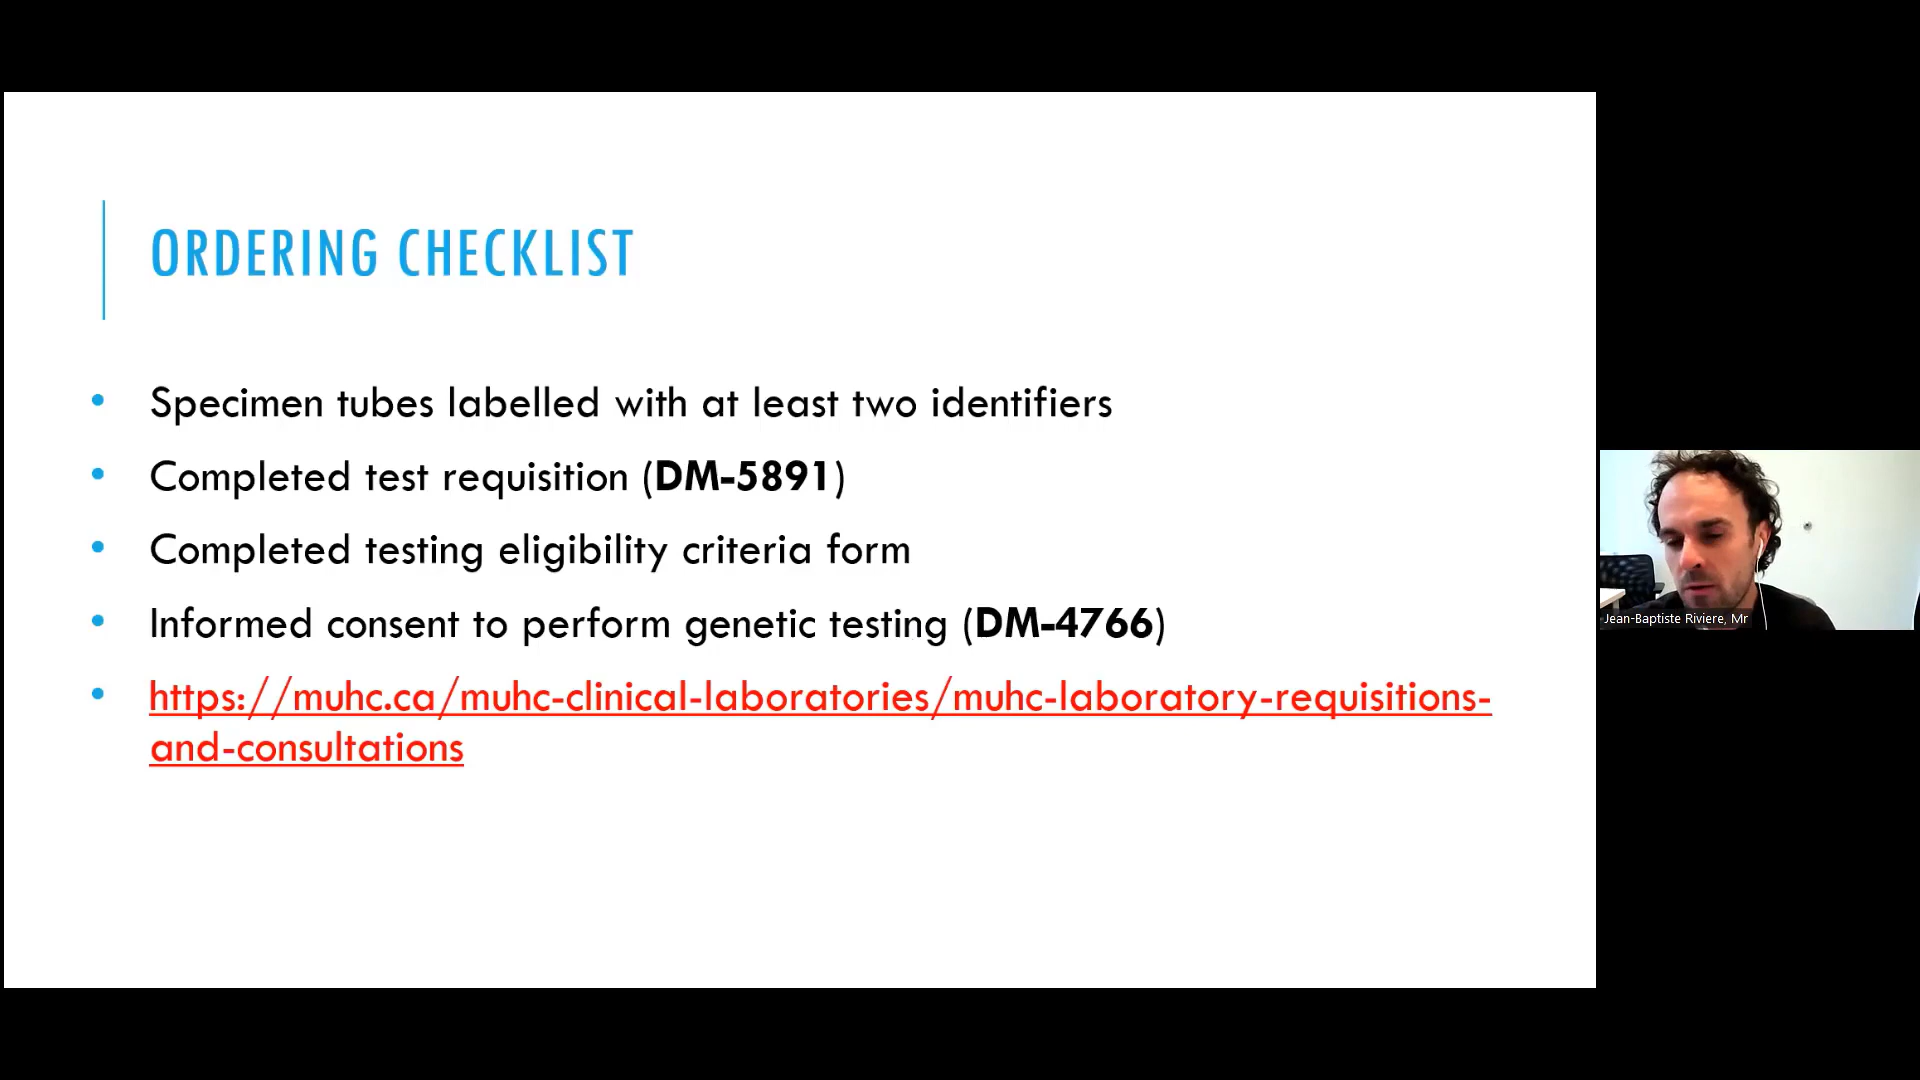 ORDERING CHECKLIST
• Specimen tubes labelled with at least two identifiers
• Completed test requisition (DM-5891)
• Completed testing eligibility criteria form
• Informed consent to perform genetic testing (DM-4766)
• https://muhc.ca/muhc-clinical-laboratories/muhc-laboratory-requisitions-
and-consultations
Jean-Baptiste Riviere, Mr